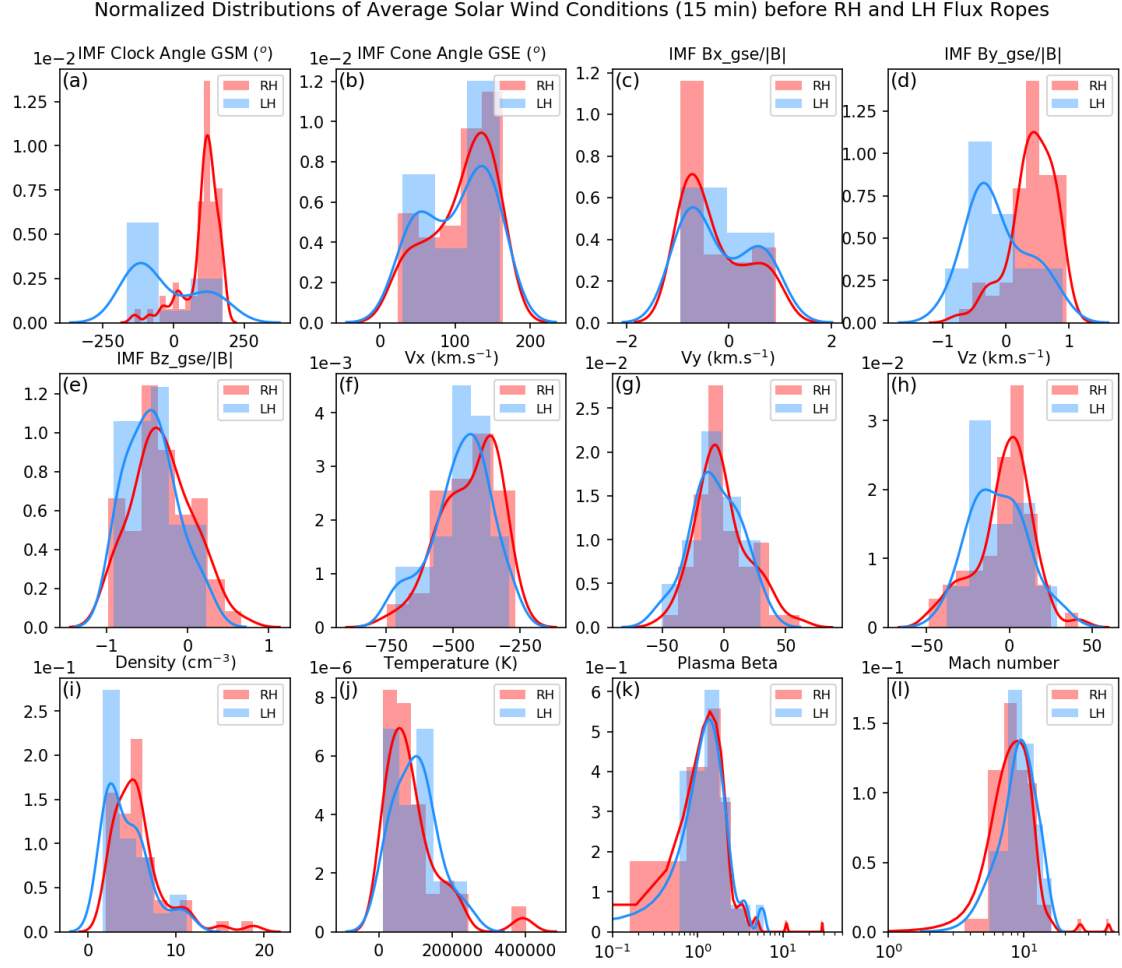 Normalized Distributions of Average Solar Wind Conditions (15 min) before RH and LH Flux Ropes
IMF Clock Angle GSM (°)
1e−2
(a)
RH
LH
0.00
0.25
0.50
0.75
1.00
1.25
−250
0
250
IMF Cone Angle GSE (°)
1e−2
(b)
RH
LH
0.0
0.2
0.4
0.6
0.8
1.0
1.2
0
100
200
IMF Bx_gse/|B|
(c)
RH
LH
0.0
0.2
0.4
0.6
0.8
1.0
1.2
−2
0
2
IMF By_gse/|B|
(d)
RH
LH
0.00
0.25
0.50
0.75
1.00
1.25
−1
0
1
IMF Bz_gse/|B|
(e)
RH
LH
0.0
0.2
0.4
0.6
0.8
1.0
1.2
−1
0
1
Vx (km.s⁻¹)
1e−3
(f)
RH
LH
0
1
2
3
4
−750
−500
−250
Vy (km.s⁻¹)
1e−2
(g)
RH
LH
0.0
0.5
1.0
1.5
2.0
2.5
−50
0
50
Vz (km.s⁻¹)
1e−2
(h)
RH
LH
0
1
2
3
−50
0
50
Density (cm⁻³)
1e−1
(i)
RH
LH
0.0
0.5
1.0
1.5
2.0
2.5
0
10
20
Temperature (K)
1e−6
(j)
RH
LH
0
2
4
6
8
0
200000
400000
Plasma Beta
1e−1
(k)
RH
LH
0
1
2
3
4
5
6
10⁻¹
10⁰
10¹
Mach number
1e−1
(l)
RH
LH
0.0
0.5
1.0
1.5
10⁰
10¹